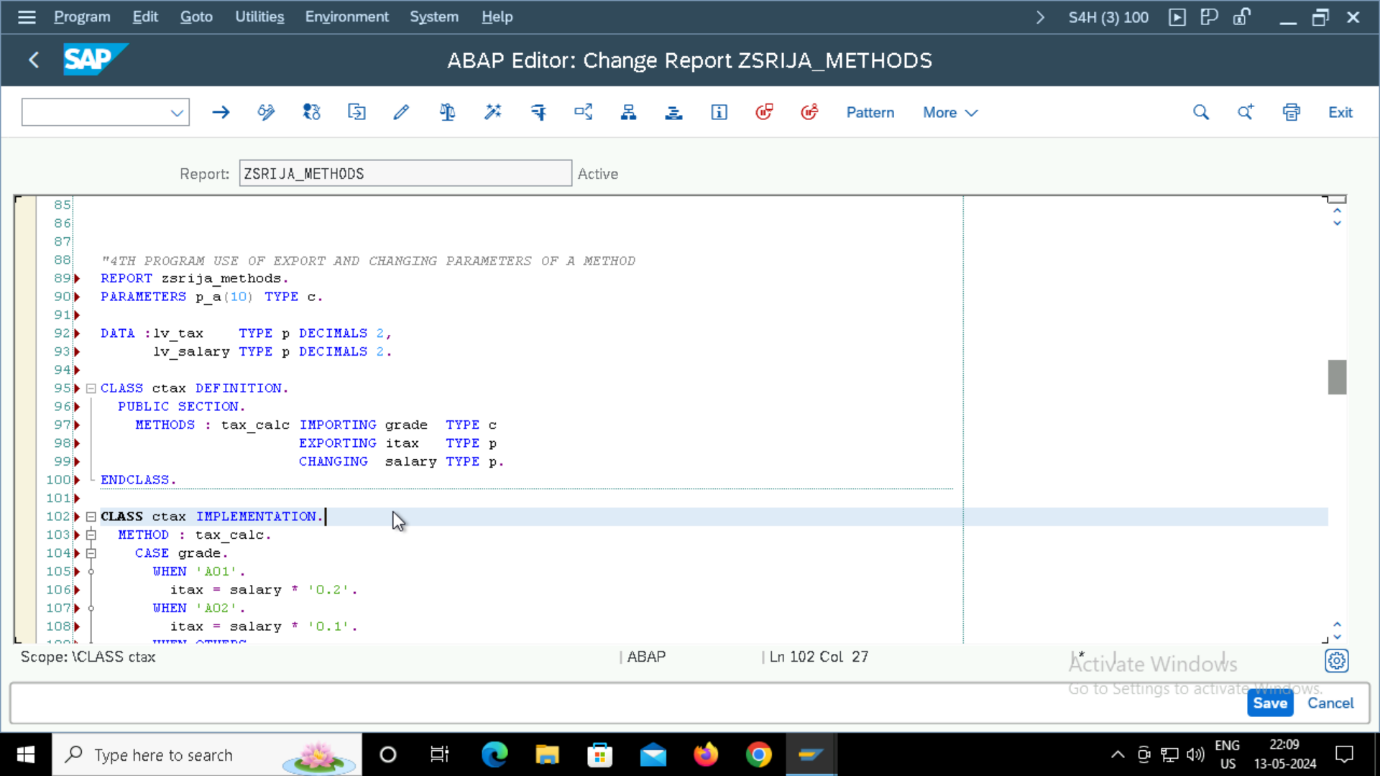 Program Edit Goto Utilities Environment System Help S4H (3) 100
SAP ABAP Editor: Change Report ZSRIJA_METHODS
Pattern More Exit
Report: ZSRIJA_METHODS Active
85
86
87
88 "4TH PROGRAM USE OF EXPORT AND CHANGING PARAMETERS OF A METHOD
89 REPORT zsrija_methods.
90 PARAMETERS p_a(10) TYPE c.
91
92 DATA :lv_tax TYPE p DECIMALS 2,
93 lv_salary TYPE p DECIMALS 2.
94
95 CLASS ctax DEFINITION.
96 PUBLIC SECTION.
97 METHODS : tax_calc IMPORTING grade TYPE c
98 EXPORTING itax TYPE p
99 CHANGING salary TYPE p.
100 ENDCLASS.
101
102 CLASS ctax IMPLEMENTATION.
103 METHOD : tax_calc.
104 CASE grade.
105 WHEN 'A01'.
106 itax = salary * '0.2'.
107 WHEN 'A02'.
108 itax = salary * '0.1'.
109 WHEN OTHERS
Scope: \CLASS ctax | ABAP | Ln 102 Col 27 |*
Activate Windows
Go to Settings to activate Windows.
Save Cancel
Type here to search ENG US 22:09 13-05-2024